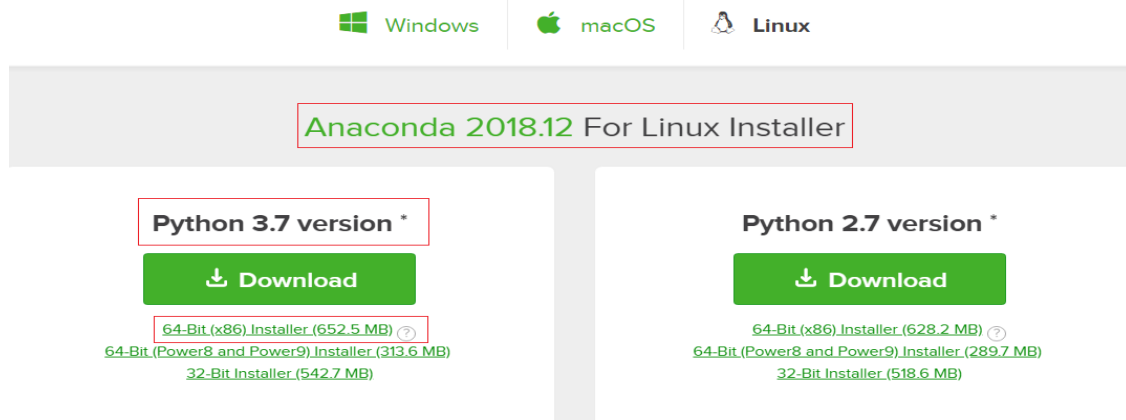 Windows macOS Linux
Anaconda 2018.12 For Linux Installer
Python 3.7 version *
Download
64-Bit (x86) Installer (652.5 MB) ?
64-Bit (Power8 and Power9) Installer (313.6 MB)
32-Bit Installer (542.7 MB)
Python 2.7 version *
Download
64-Bit (x86) Installer (628.2 MB) ?
64-Bit (Power8 and Power9) Installer (289.7 MB)
32-Bit Installer (518.6 MB)